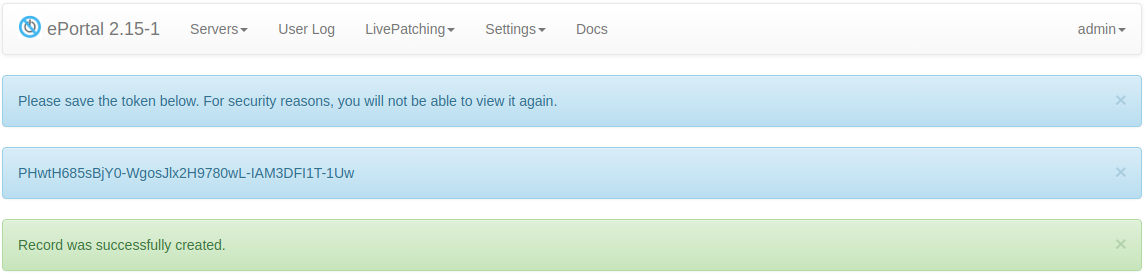 ePortal 2.15-1 Servers User Log LivePatching Settings Docs admin
Please save the token below. For security reasons, you will not be able to view it again. ×
PHwtH685sBjY0-WgosJlx2H9780wL-IAM3DFI1T-1Uw ×
Record was successfully created. ×